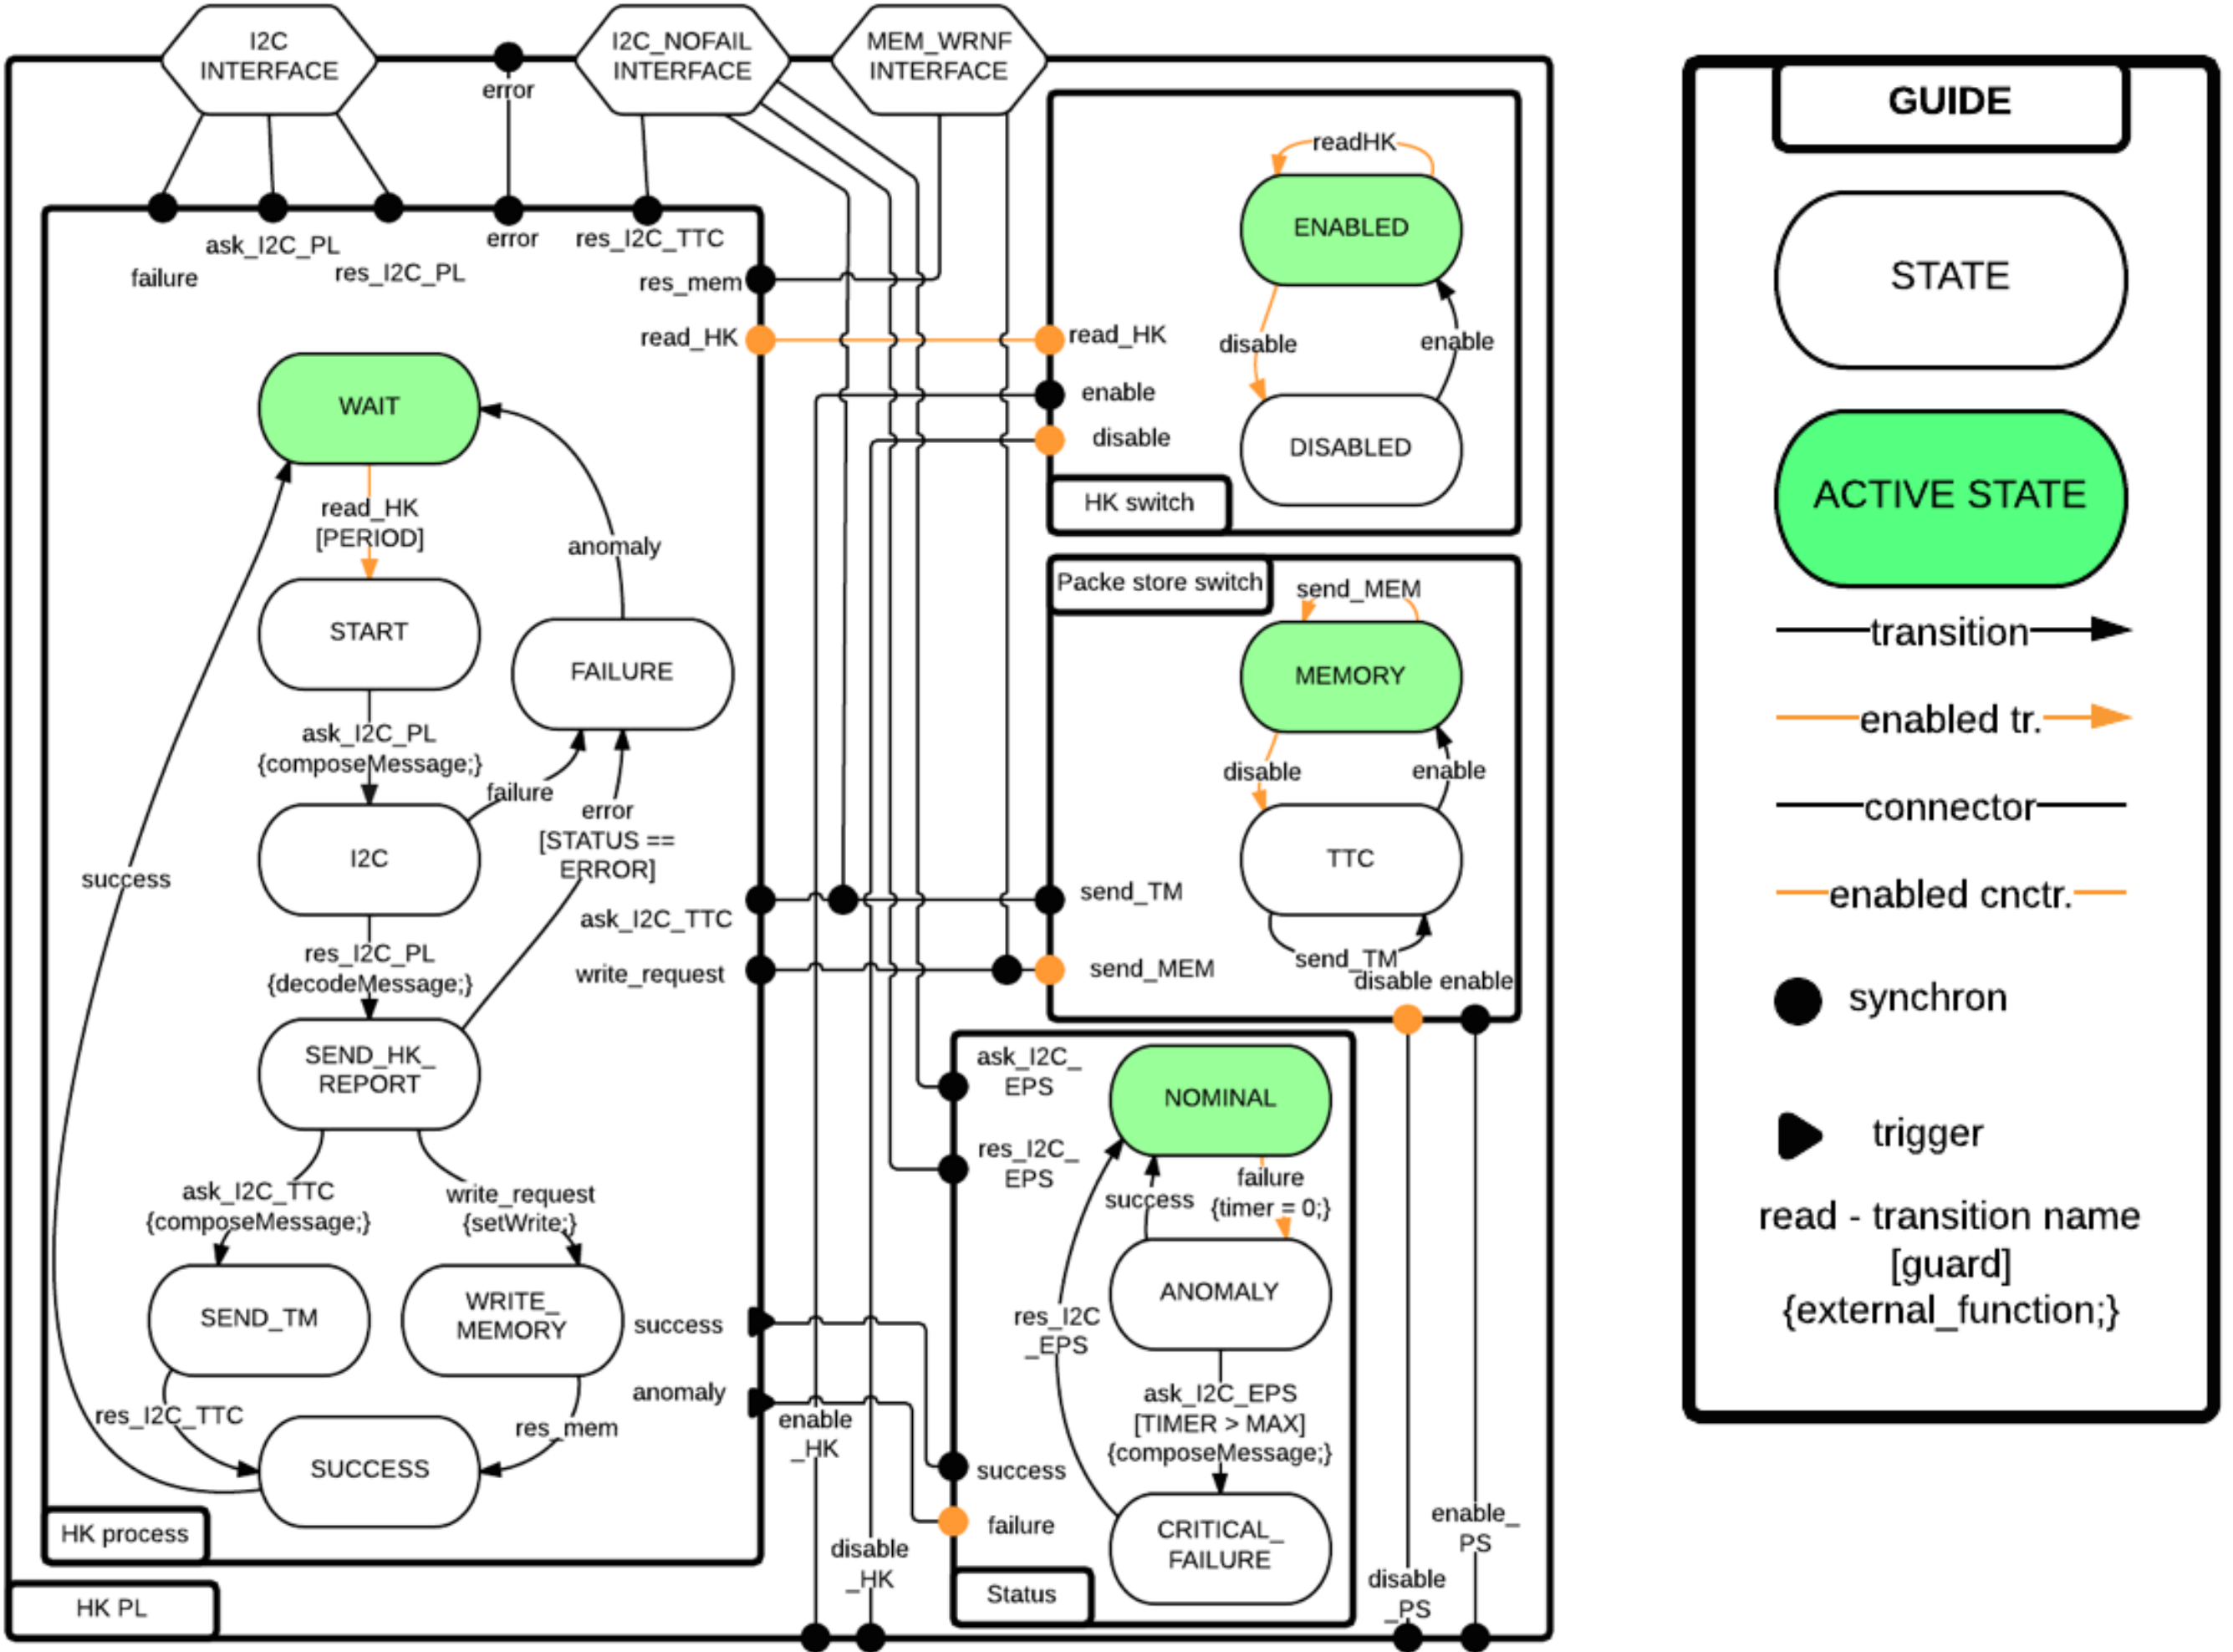 I2C
INTERFACE
error
I2C_NOFAIL
INTERFACE
MEM_WRNF
INTERFACE
failure
ask_I2C_PL
res_I2C_PL
error
res_I2C_TTC
res_mem
read_HK
WAIT
read_HK
[PERIOD]
START
anomaly
FAILURE
ask_I2C_PL
{composeMessage;}
failure
error
[STATUS ==
ERROR]
I2C
success
res_I2C_PL
{decodeMessage;}
ask_I2C_TTC
write_request
SEND_HK_
REPORT
ask_I2C_TTC
{composeMessage;}
write_request
{setWrite;}
SEND_TM
WRITE_
MEMORY
success
anomaly
res_I2C_TTC
res_mem
SUCCESS
HK process
HK PL
readHK
ENABLED
read_HK
enable
disable
disable
enable
DISABLED
HK switch
Packe store switch
send_MEM
MEMORY
disable
enable
TTC
send_TM
send_MEM
send_TM
disable enable
ask_I2C_
EPS
res_I2C_
EPS
NOMINAL
success
failure
{timer = 0;}
ANOMALY
res_I2C
_EPS
ask_I2C_EPS
[TIMER > MAX]
{composeMessage;}
success
failure
CRITICAL_
FAILURE
Status
enable
_HK
disable
_HK
disable
_PS
enable_
PS
GUIDE
STATE
ACTIVE STATE
transition
enabled tr.
connector
enabled cnctr.
synchron
trigger
read - transition name
[guard]
{external_function;}